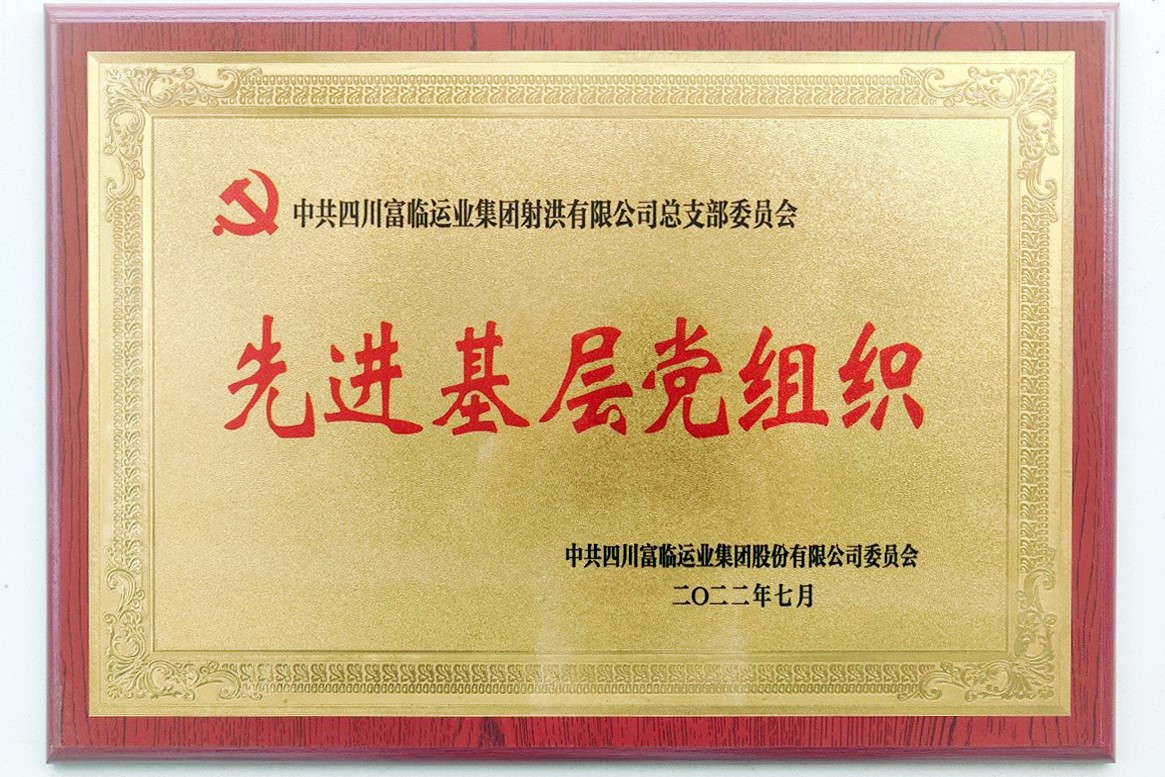 中共四川富临运业集团射洪有限公司总支部委员会
先进基层党组织
中共四川富临运业集团股份有限公司委员会
二〇二二年七月